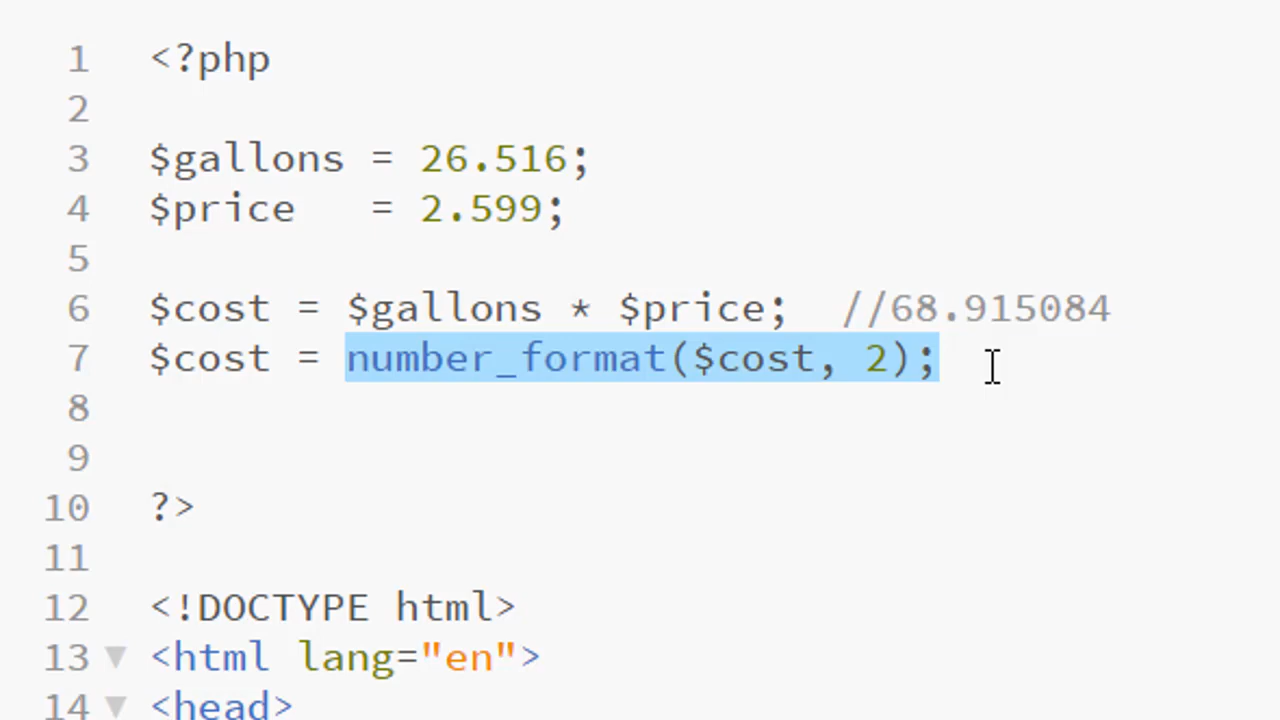 1 <?php
2
3 $gallons = 26.516;
4 $price   = 2.599;
5
6 $cost = $gallons * $price;  //68.915084
7 $cost = number_format($cost, 2);
8
9
10 ?>
11
12 <!DOCTYPE html>
13 <html lang="en">
14 <head>